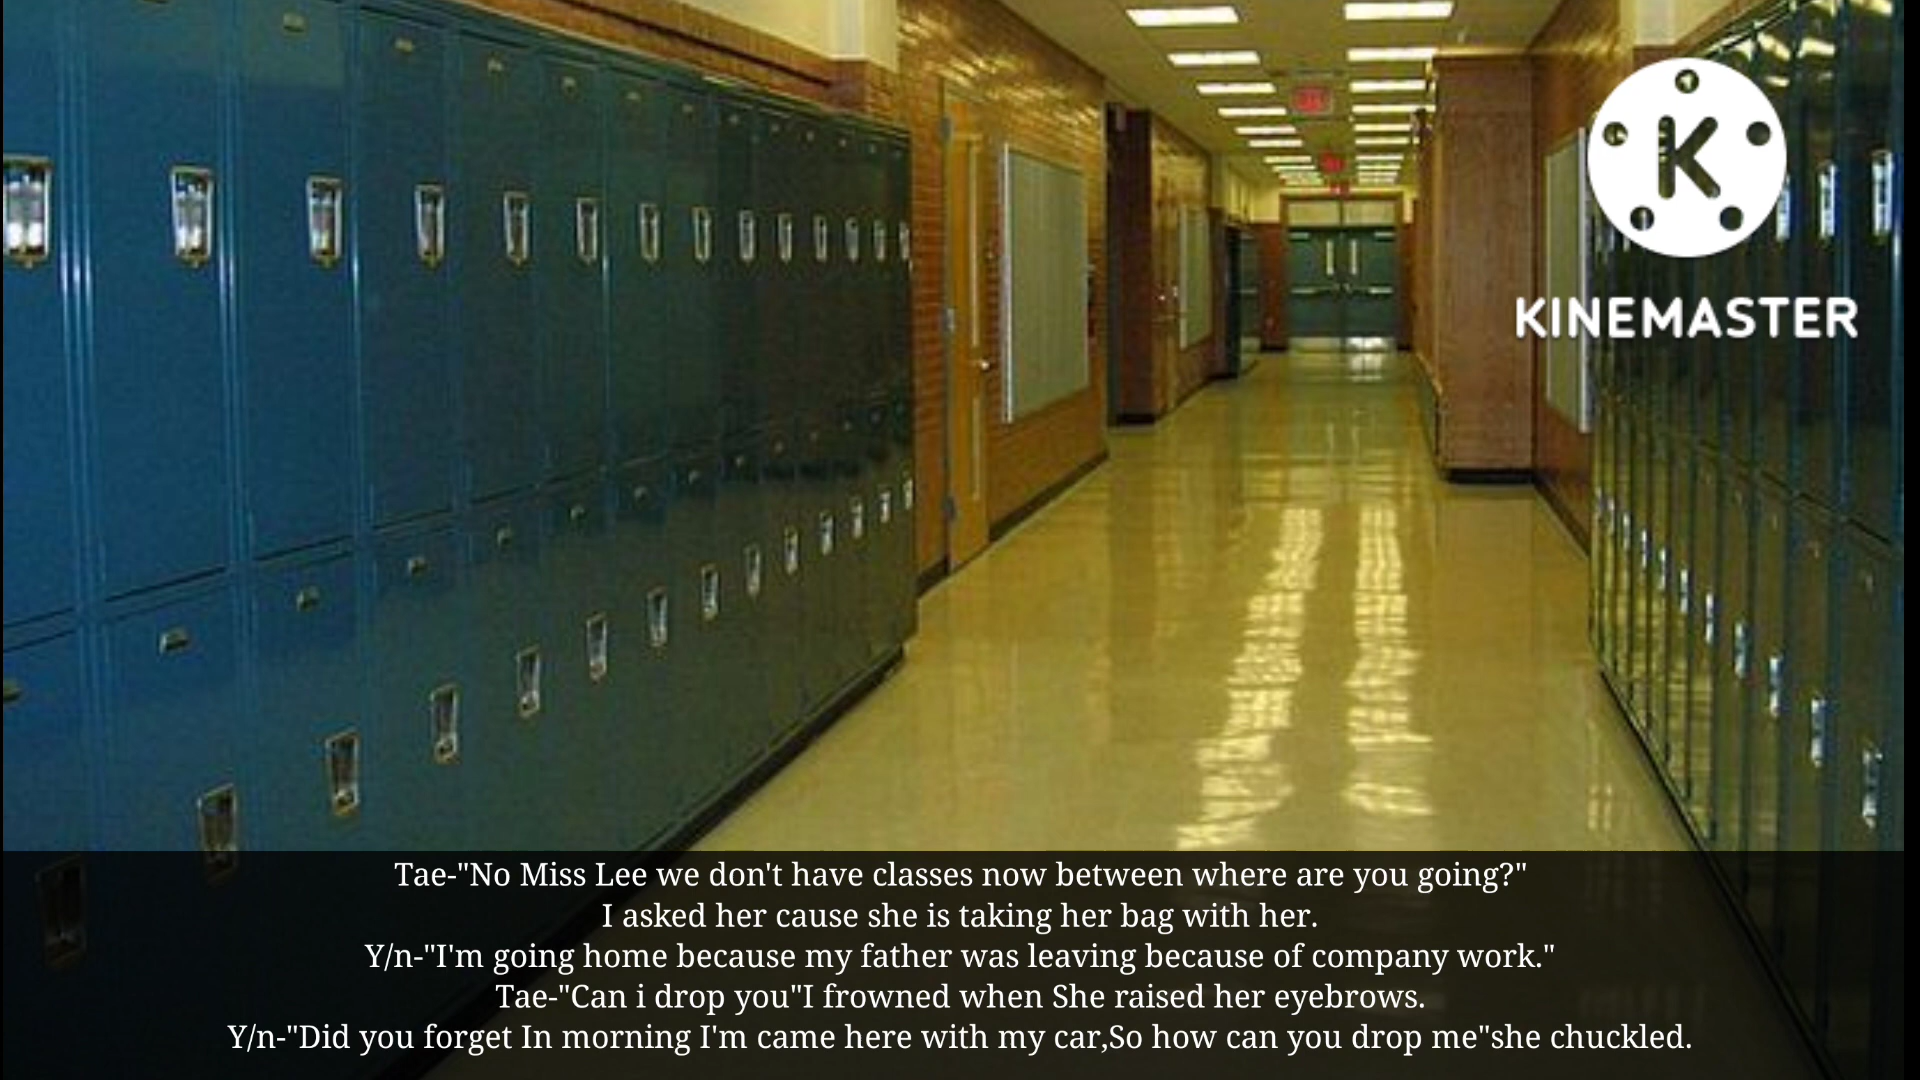 K
KINEMASTER
Tae-"No Miss Lee we don't have classes now between where are you going?"
I asked her cause she is taking her bag with her.
Y/n-"I'm going home because my father was leaving because of company work."
Tae-"Can i drop you"I frowned when She raised her eyebrows.
Y/n-"Did you forget In morning I'm came here with my car,So how can you drop me"she chuckled.